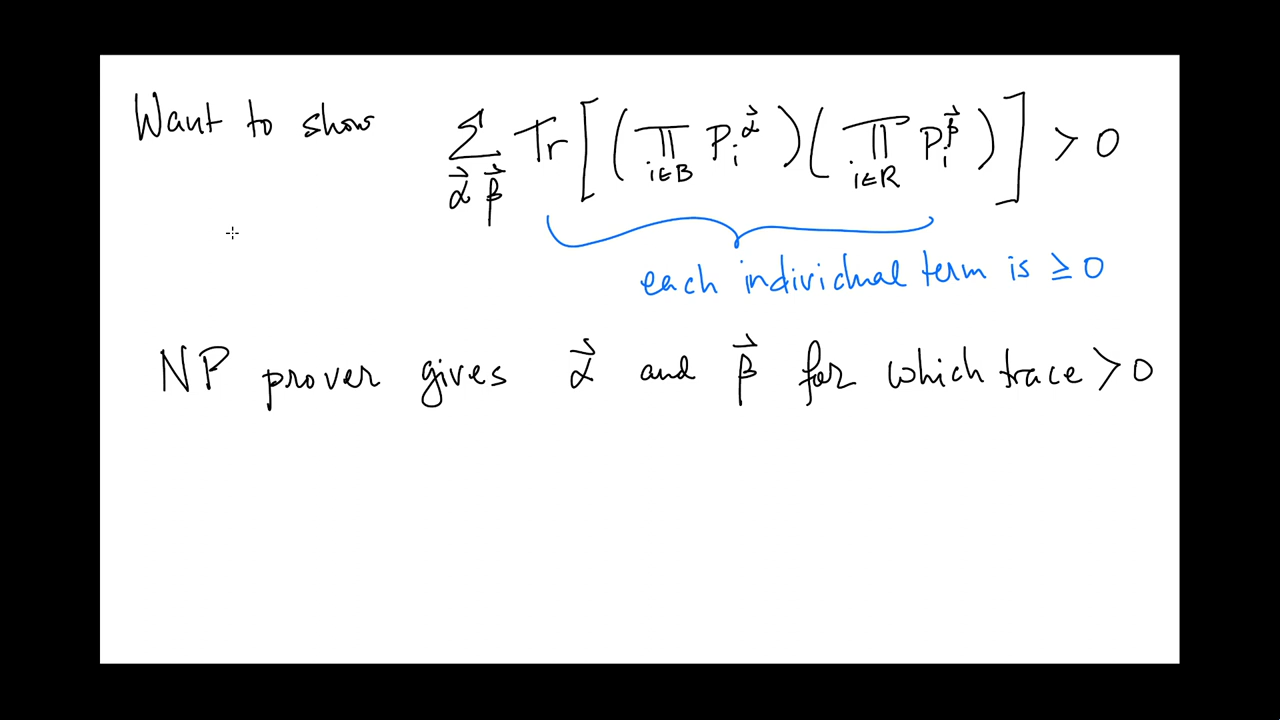 Want to show ∑_{α⃗ β⃗} Tr[(∏_{i∈B} P_i^{α⃗})(∏_{i∈R} P_i^{β⃗})] > 0
each individual term is ≥ 0
NP prover gives α⃗ and β⃗ for which trace > 0